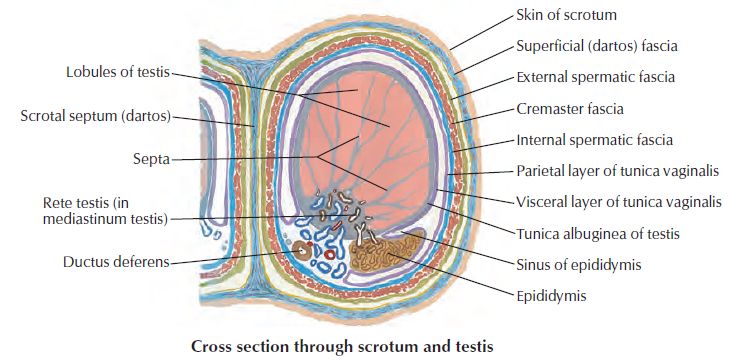 Skin of scrotum
Superficial (dartos) fascia
External spermatic fascia
Cremaster fascia
Internal spermatic fascia
Parietal layer of tunica vaginalis
Visceral layer of tunica vaginalis
Tunica albuginea of testis
Sinus of epididymis
Epididymis
Lobules of testis
Scrotal septum (dartos)
Septa
Rete testis (in
mediastinum testis)
Ductus deferens
Cross section through scrotum and testis